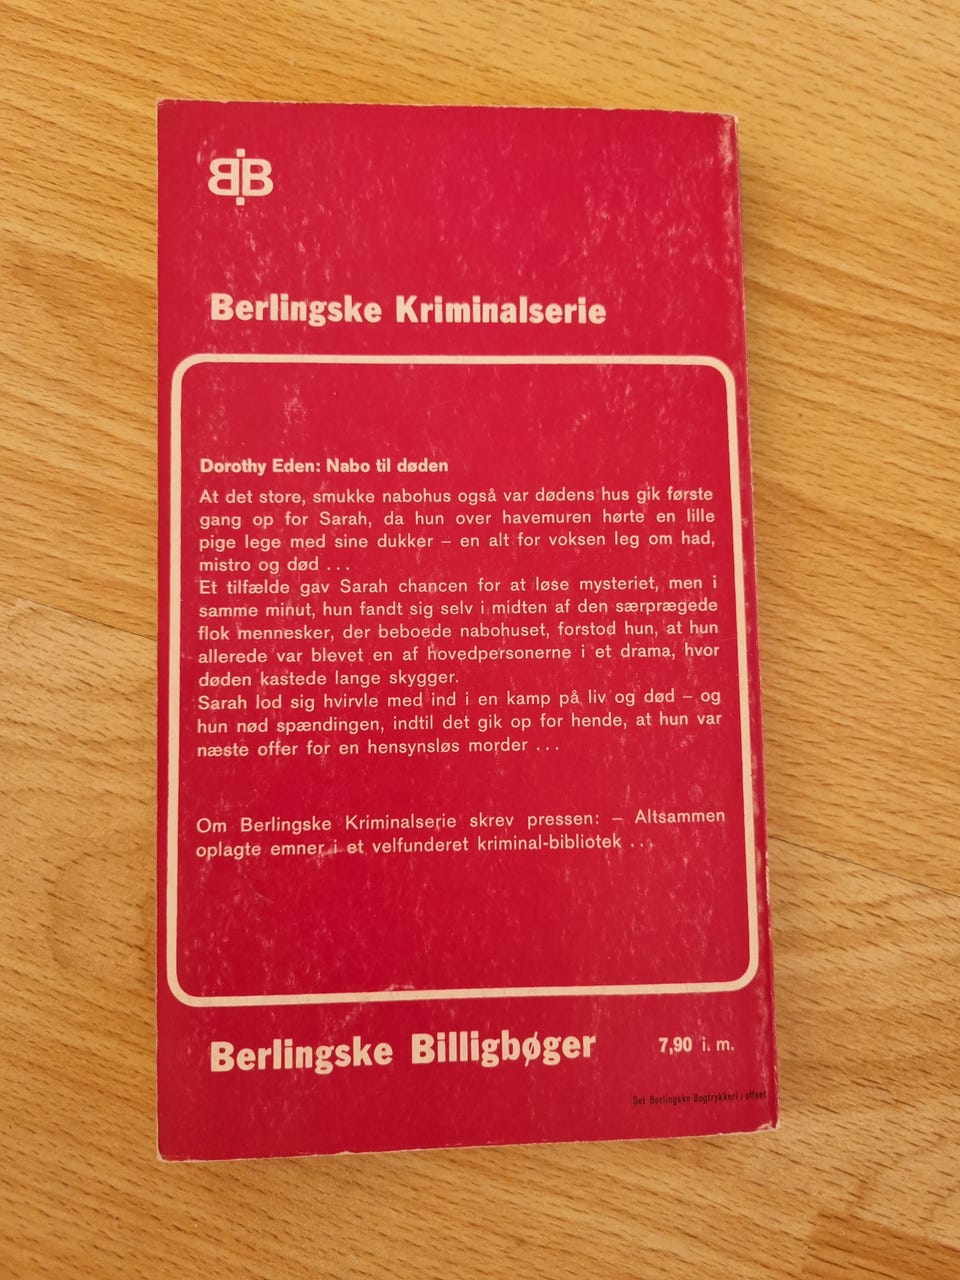 BB
Berlingske Kriminalserie
Dorothy Eden: Nabo til døden
At det store, smukke nabohus også var dødens hus gik første
gang op for Sarah, da hun over havemuren hørte en lille
pige lege med sine dukker – en alt for voksen leg om had,
mistro og død ...
Et tilfælde gav Sarah chancen for at løse mysteriet, men i
samme minut, hun fandt sig selv i midten af den særprægede
flok mennesker, der beboede nabohuset, forstod hun, at hun
allerede var blevet en af hovedpersonerne i et drama, hvor
døden kastede lange skygger.
Sarah lod sig hvirvle med ind i en kamp på liv og død – og
hun nød spændingen, indtil det gik op for hende, at hun var
næste offer for en hensynsløs morder ...
Om Berlingske Kriminalserie skrev pressen: – Altsammen
oplagte emner i et velfunderet kriminal-bibliotek ...
Berlingske Billigbøger 7,90 i. m.
Det Berlingske Bogtrykkeri / offset